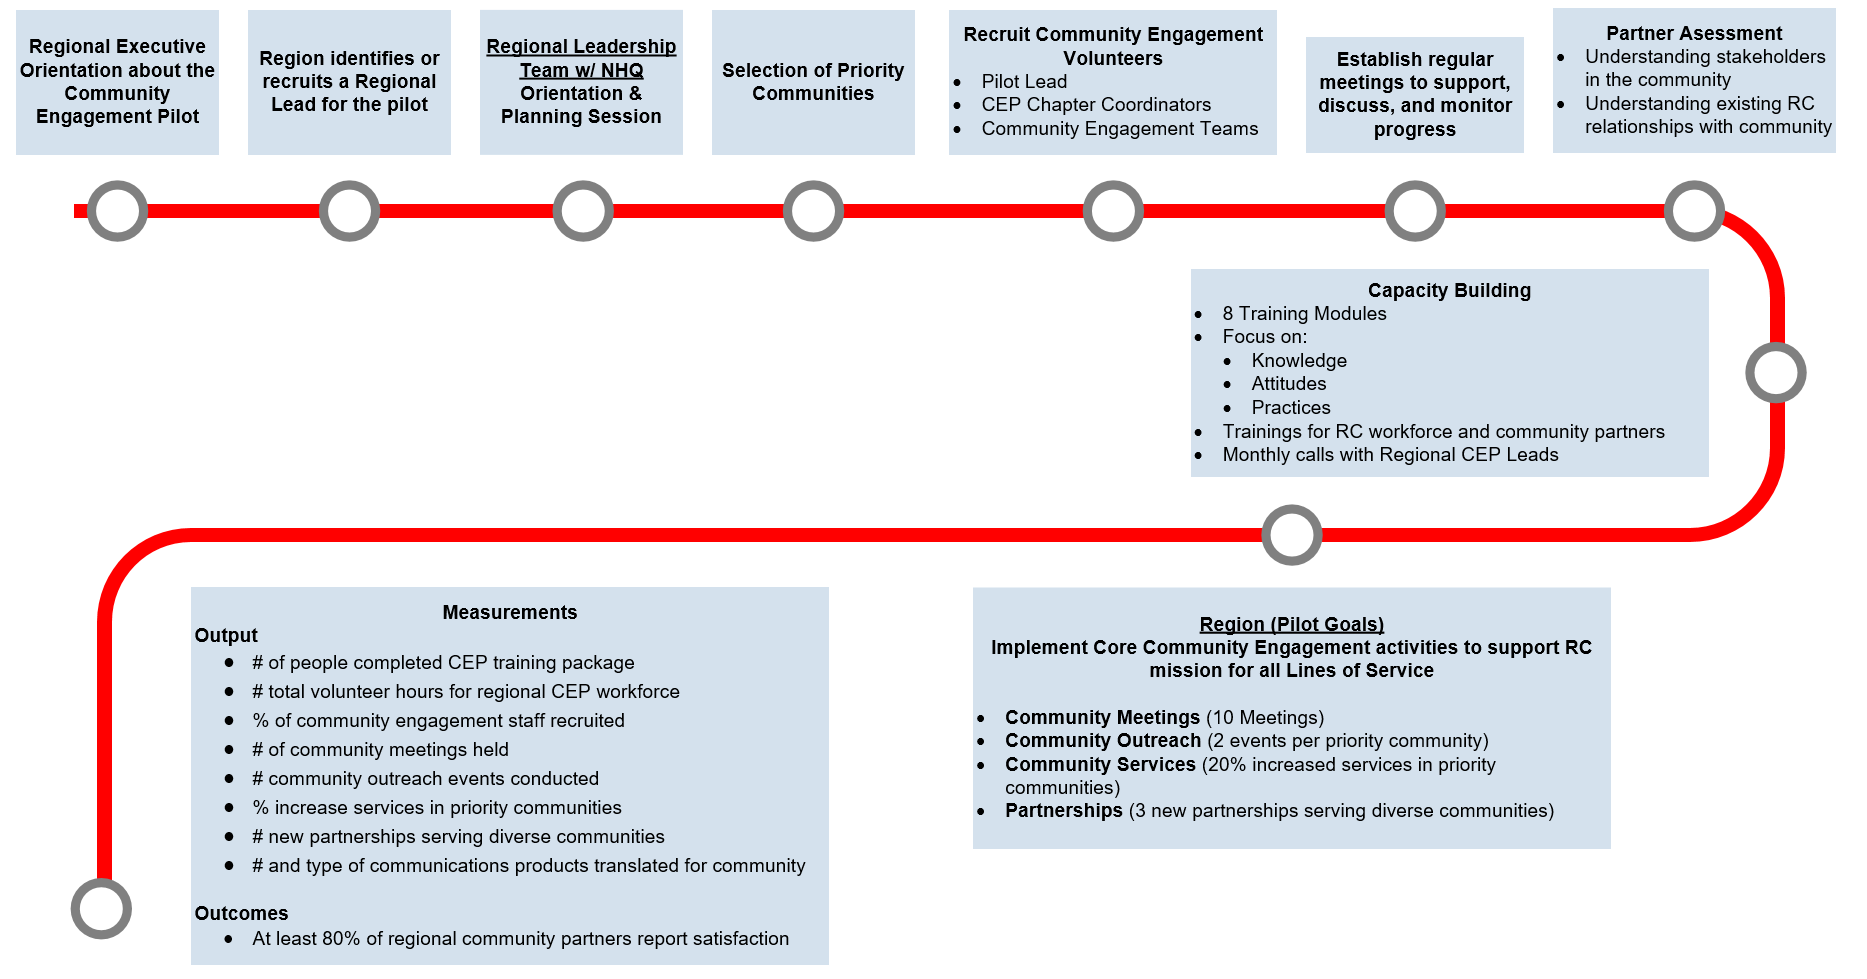 Regional Executive
Orientation about the
Community
Engagement Pilot
Region identifies or
recruits a Regional
Lead for the pilot
Regional Leadership
Team w/ NHQ
Orientation &
Planning Session
Selection of Priority
Communities
Recruit Community Engagement
Volunteers
• Pilot Lead
• CEP Chapter Coordinators
• Community Engagement Teams
Establish regular
meetings to support,
discuss, and monitor
progress
Partner Asessment
• Understanding stakeholders
in the community
• Understanding existing RC
relationships with community
Capacity Building
• 8 Training Modules
• Focus on:
• Knowledge
• Attitudes
• Practices
• Trainings for RC workforce and community partners
• Monthly calls with Regional CEP Leads
Region (Pilot Goals)
Implement Core Community Engagement activities to support RC
mission for all Lines of Service
• Community Meetings (10 Meetings)
• Community Outreach (2 events per priority community)
• Community Services (20% increased services in priority
communities)
• Partnerships (3 new partnerships serving diverse communities)
Measurements
Output
• # of people completed CEP training package
• # total volunteer hours for regional CEP workforce
• % of community engagement staff recruited
• # of community meetings held
• # community outreach events conducted
• % increase services in priority communities
• # new partnerships serving diverse communities
• # and type of communications products translated for community
Outcomes
• At least 80% of regional community partners report satisfaction